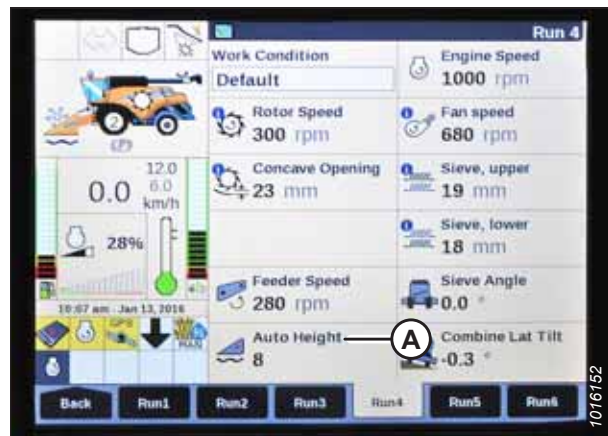 Run 4
Work Condition
Default
Engine Speed
1000 rpm
Rotor Speed
300 rpm
Fan speed
680 rpm
Concave Opening
23 mm
Sieve, upper
19 mm
Sieve, lower
18 mm
Feeder Speed
280 rpm
Sieve Angle
0.0 °
Auto Height
8
A
Combine Lat Tilt
-0.3 °
2
(P)
0.0
12.0
6.0
km/h
28%
10:07 am - Jan 13, 2016
GPS
MAN
Back
Run1
Run2
Run3
Run4
Run5
Run6
1016152